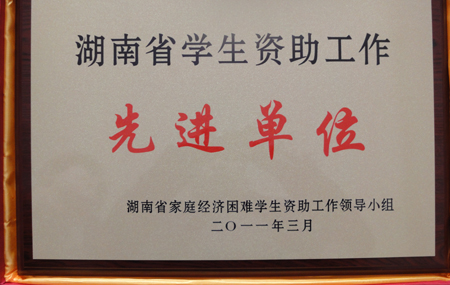 湖南省学生资助工作
先进单位
湖南省家庭经济困难学生资助工作领导小组
二〇一一年三月